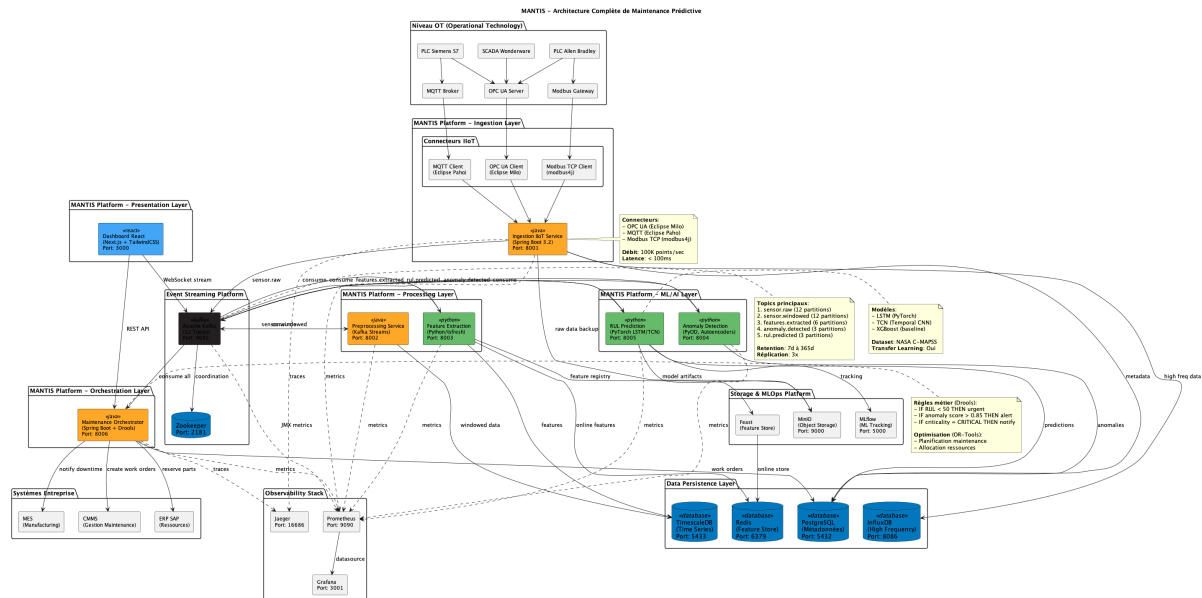 MANTIS - Architecture Complète de Maintenance Prédictive
Niveau OT (Operational Technology)
PLC Siemens S7
SCADA Wonderware
PLC Allen Bradley
MQTT Broker
OPC UA Server
Modbus Gateway
MANTIS Platform - Ingestion Layer
Connecteurs IIoT
MQTT Client
(Eclipse Paho)
OPC UA Client
(Eclipse Milo)
Modbus TCP Client
(modbus4j)
«java»
Ingestion IIoT Service
(Spring Boot 3.2)
Port: 8001
Connecteurs:
- OPC UA (Eclipse Milo)
- MQTT (Eclipse Paho)
- Modbus TCP (modbus4j)
Débit: 100K points/sec
Latence: < 100ms
MANTIS Platform - Presentation Layer
«react»
Dashboard React
(Next.js + TailwindCSS)
Port: 3000
WebSocket stream
REST API
sensor.raw
consume
consume
features.extracted
rul.predicted
anomaly.detected
consume
Event Streaming Platform
Zookeeper
Port: 2181
consume all
coordination
MANTIS Platform - Processing Layer
«java»
Preprocessing Service
(Kafka Streams)
Port: 8002
«python»
Feature Extraction
(Python/tsfresh)
Port: 8003
MANTIS Platform - ML/AI Layer
«python»
RUL Prediction
(PyTorch LSTM/TCN)
Port: 8005
«python»
Anomaly Detection
(PyOD, Autoencoders)
Port: 8004
Topics principaux:
1. sensor.raw (12 partitions)
2. sensor.windowed (12 partitions)
3. features.extracted (6 partitions)
4. anomaly.detected (3 partitions)
5. rul.predicted (3 partitions)
Retention: 7d à 365d
Réplication: 3x
Modèles:
- LSTM (PyTorch)
- TCN (Temporal CNN)
- XGBoost (baseline)
Dataset: NASA C-MAPSS
Transfer Learning: Oui
raw data backup
traces
metrics
feature registry
model artifacts
tracking
metadata
high freq data
MANTIS Platform - Orchestration Layer
«java»
Maintenance Orchestrator
(Spring Boot + Drools)
Port: 8006
Storage & MLOps Platform
Feast
(Feature Store)
MinIO
(Object Storage)
Port: 9000
MLflow
(ML Tracking)
Port: 5000
Règles métier (Drools):
- IF RUL < 50 THEN urgent
- IF anomaly score > 0.85 THEN alert
- IF criticality = CRITICAL THEN notify
Optimisation (OR-Tools):
- Planification maintenance
- Allocation ressources
JMX metrics
metrics
windowed data
features
online features
metrics
metrics
predictions
anomalies
notify downtime
create work orders
reserve parts
traces
metrics
work orders
online store
Systèmes Entreprise
MES
(Manufacturing)
CMMS
(Gestion Maintenance)
ERP SAP
(Ressources)
Observability Stack
Jaeger
Port: 16686
Prometheus
Port: 9090
datasource
Grafana
Port: 3001
Data Persistence Layer
«database»
TimescaleDB
(Time Series)
Port: 5433
«database»
Redis
(Feature Store)
Port: 6379
«database»
PostgreSQL
(Métadonnées)
Port: 5432
«database»
InfluxDB
(High Frequency)
Port: 8086